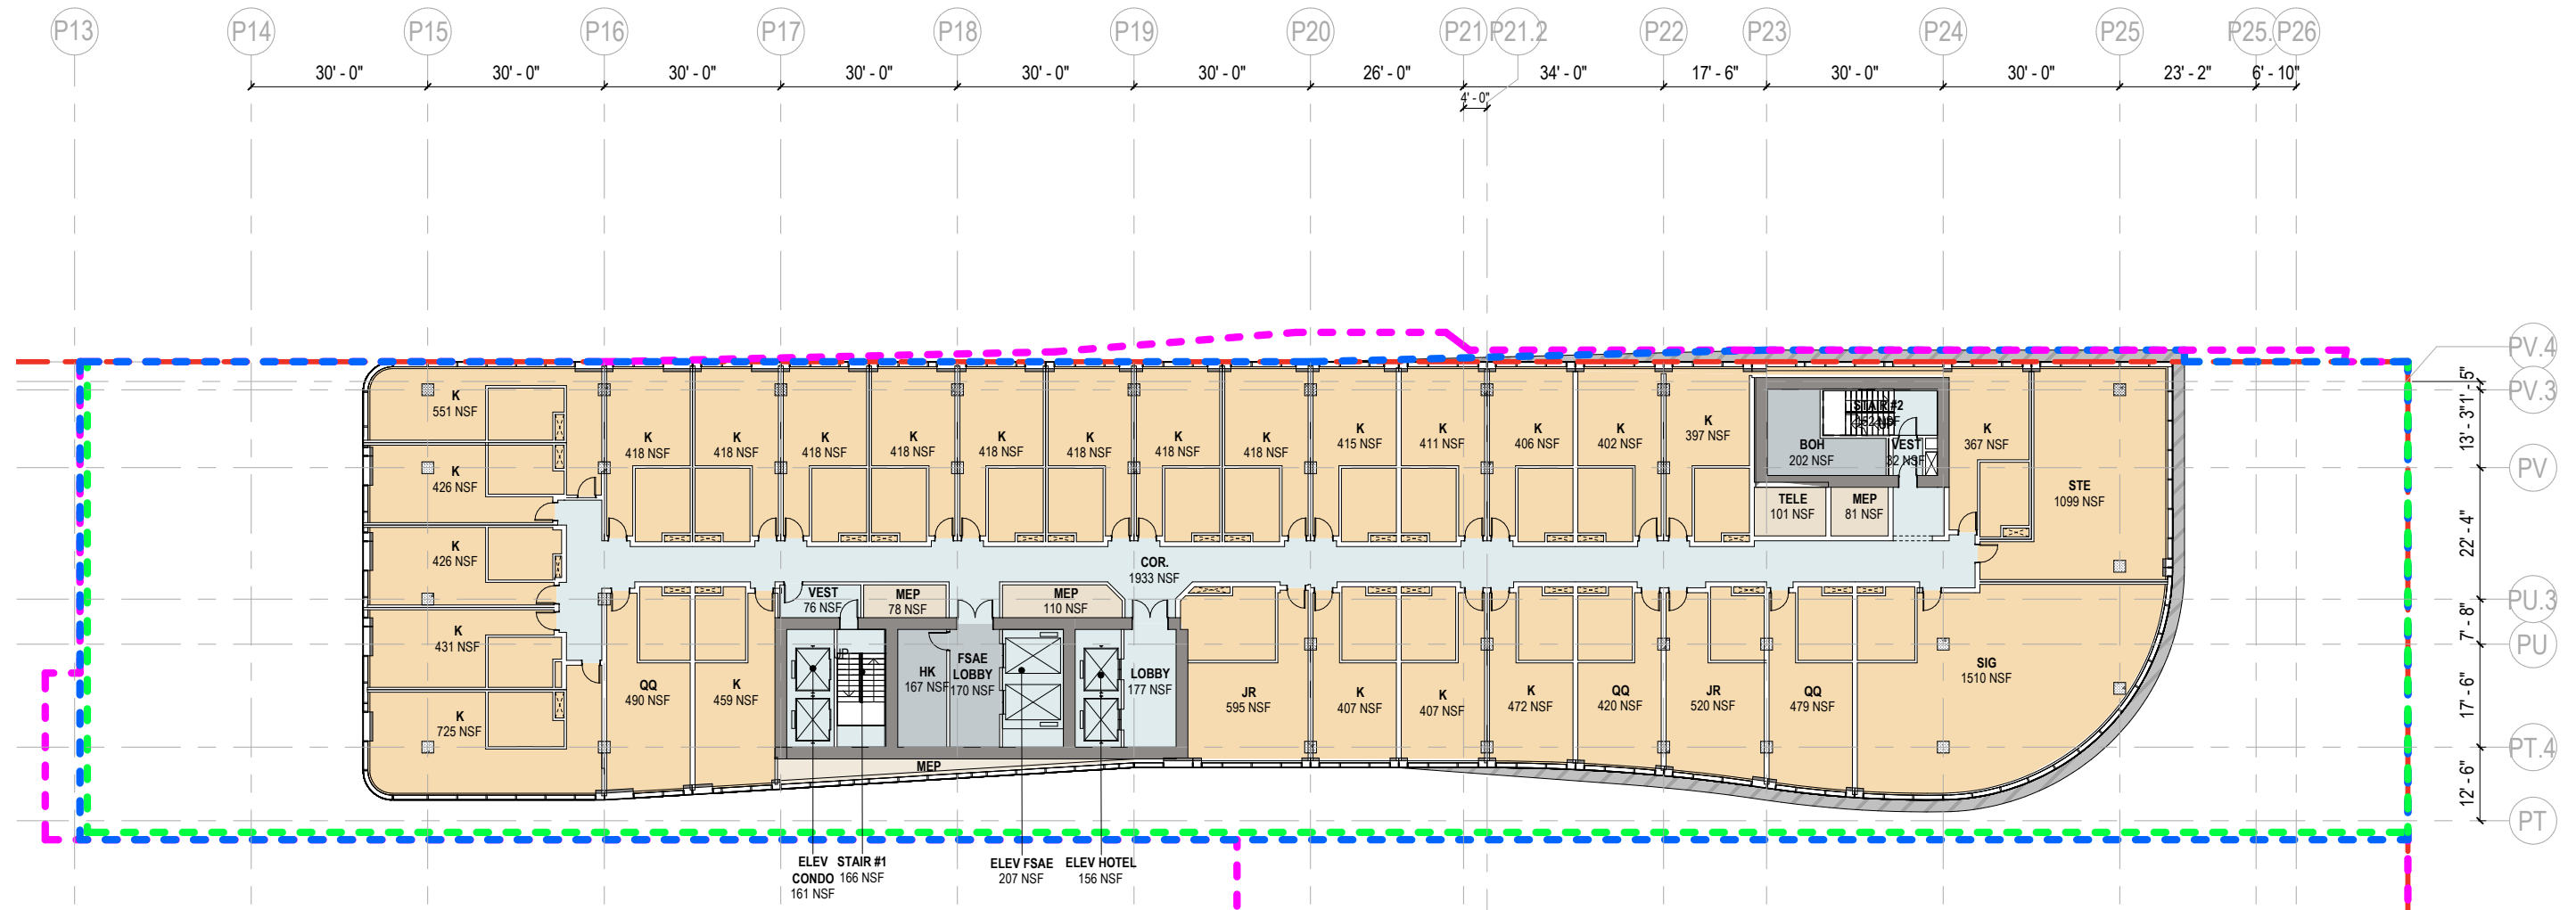 P13 P14 P15 P16 P17 P18 P19 P20 P21 P21.2 P22 P23 P24 P25 P25. P26
30' - 0" 30' - 0" 30' - 0" 30' - 0" 30' - 0" 30' - 0" 26' - 0" 34' - 0" 17' - 6" 30' - 0" 30' - 0" 23' - 2" 6' - 10"
4' - 0"
PV.4
PV.3
PV
PU.3
PU
PT.4
PT
1' - 5"
13' - 3"
22' - 4"
7' - 8"
17' - 6"
12' - 6"
K
551 NSF
K
426 NSF
K
426 NSF
K
431 NSF
K
725 NSF
K
418 NSF
K
418 NSF
K
418 NSF
K
418 NSF
K
418 NSF
K
418 NSF
K
418 NSF
K
418 NSF
K
415 NSF
K
411 NSF
K
406 NSF
K
402 NSF
K
397 NSF
STAIR #2
BOH
202 NSF
VEST
32 NSF
TELE
101 NSF
MEP
81 NSF
K
367 NSF
STE
1099 NSF
COR.
1933 NSF
VEST
76 NSF
MEP
78 NSF
MEP
110 NSF
QQ
490 NSF
K
459 NSF
HK
167 NSF
FSAE
LOBBY
170 NSF
LOBBY
177 NSF
UP
MEP
JR
595 NSF
K
407 NSF
K
407 NSF
K
472 NSF
QQ
420 NSF
JR
520 NSF
QQ
479 NSF
SIG
1510 NSF
ELEV
CONDO
161 NSF
STAIR #1
166 NSF
ELEV FSAE
207 NSF
ELEV HOTEL
156 NSF